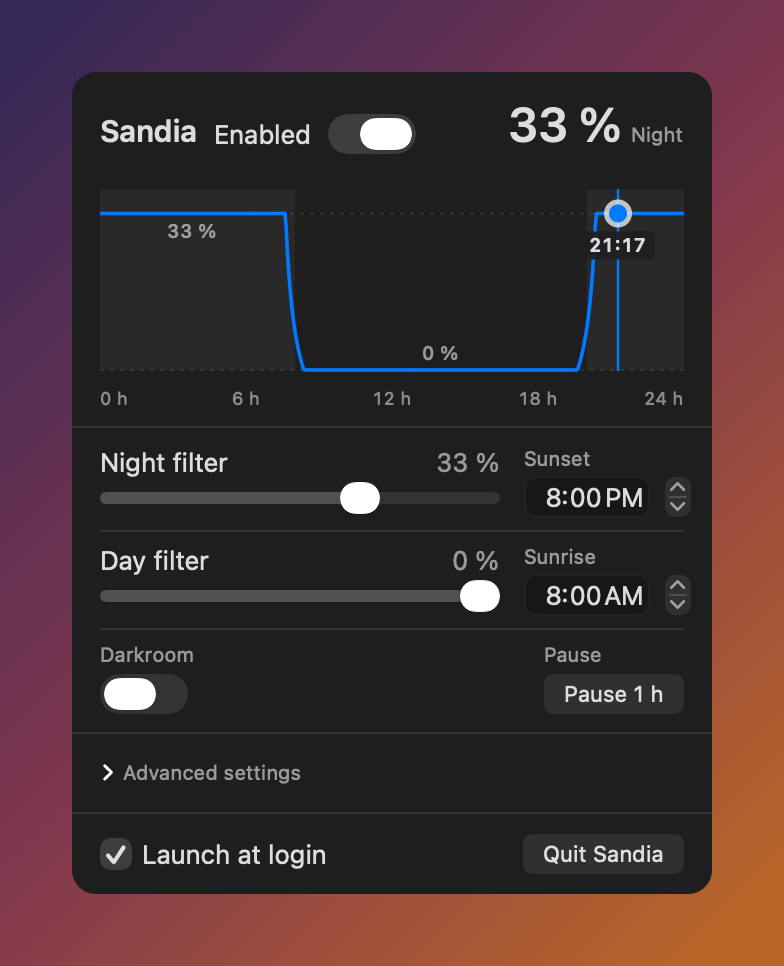 Sandia Enabled 33 % Night
33 %
21:17
0 %
0 h 6 h 12 h 18 h 24 h
Night filter 33 % Sunset
8:00 PM
Day filter 0 % Sunrise
8:00 AM
Darkroom Pause
Pause 1 h
Advanced settings
Launch at login Quit Sandia